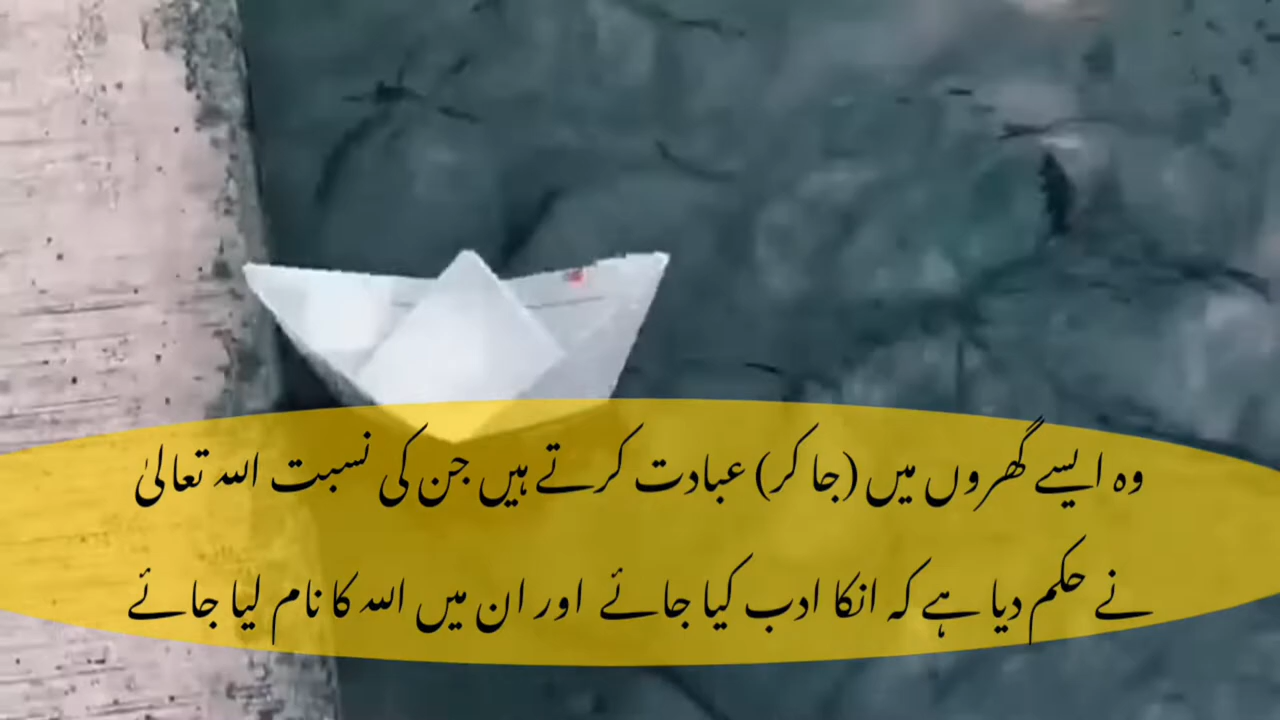 وہ ایسے گھروں میں (جا کر) عبادت کرتے ہیں جن کی نسبت اللہ تعالیٰ
نے حکم دیا ہے کہ انکا ادب کیا جائے اور ان میں اللہ کا نام لیا جائے